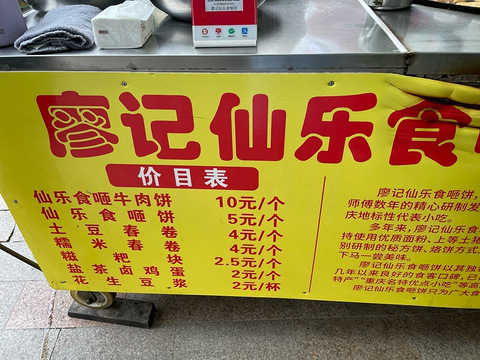 廖记仙乐食
价目表
仙乐食咂牛肉饼 10元/个
仙乐食咂饼 5元/个
土春卷 4元/个
糯米春卷 4元/个
糍粑块 2.5元/个
盐茶卤鸡蛋 2元/个
花生豆浆 2元/杯
廖记仙乐食咂饼,
师傅数年的精心研制发
庆地标性代表小吃。
多年来,廖记仙乐食
持使用优质面粉、上等土猪
别研制的秘方饼、烙饼方式
下马一尝美味。
廖记仙乐食咂饼以其独
几年以来良好的食客口碑,已
特产""重庆名特优点小吃"等高
廖记仙乐食咂饼只为广大食